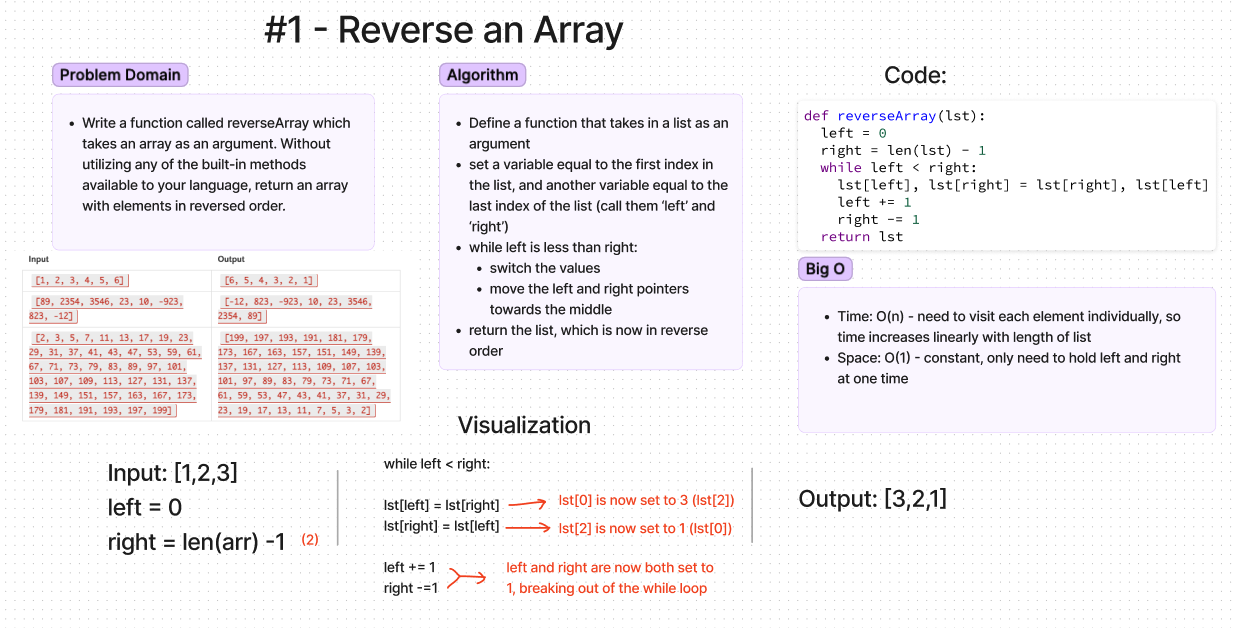 #1 - Reverse an Array
Problem Domain
• Write a function called reverseArray which
takes an array as an argument. Without
utilizing any of the built-in methods
available to your language, return an array
with elements in reversed order.
Input Output
[1, 2, 3, 4, 5, 6] [6, 5, 4, 3, 2, 1]
[89, 2354, 3546, 23, 10, -923,
823, -12]
[-12, 823, -923, 10, 23, 3546,
2354, 89]
[2, 3, 5, 7, 11, 13, 17, 19, 23,
29, 31, 37, 41, 43, 47, 53, 59, 61,
67, 71, 73, 79, 83, 89, 97, 101,
103, 107, 109, 113, 127, 131, 137,
139, 149, 151, 157, 163, 167, 173,
179, 181, 191, 193, 197, 199]
[199, 197, 193, 191, 181, 179,
173, 167, 163, 157, 151, 149, 139,
137, 131, 127, 113, 109, 107, 103,
101, 97, 89, 83, 79, 73, 71, 67,
61, 59, 53, 47, 43, 41, 37, 31, 29,
23, 19, 17, 13, 11, 7, 5, 3, 2]
Algorithm
• Define a function that takes in a list as an
argument
• set a variable equal to the first index in
the list, and another variable equal to the
last index of the list (call them ‘left’ and
‘right’)
• while left is less than right:
• switch the values
• move the left and right pointers
towards the middle
• return the list, which is now in reverse
order
Code:
def reverseArray(lst):
left = 0
right = len(lst) - 1
while left < right:
lst[left], lst[right] = lst[right], lst[left]
left += 1
right -= 1
return lst
Big O
• Time: O(n) - need to visit each element individually, so
time increases linearly with length of list
• Space: O(1) - constant, only need to hold left and right
at one time
Visualization
Input: [1,2,3]
left = 0
right = len(arr) -1 (2)
while left < right:
lst[left] = lst[right] lst[0] is now set to 3 (lst[2])
lst[right] = lst[left] lst[2] is now set to 1 (lst[0])
left += 1
right -=1
left and right are now both set to
1, breaking out of the while loop
Output: [3,2,1]